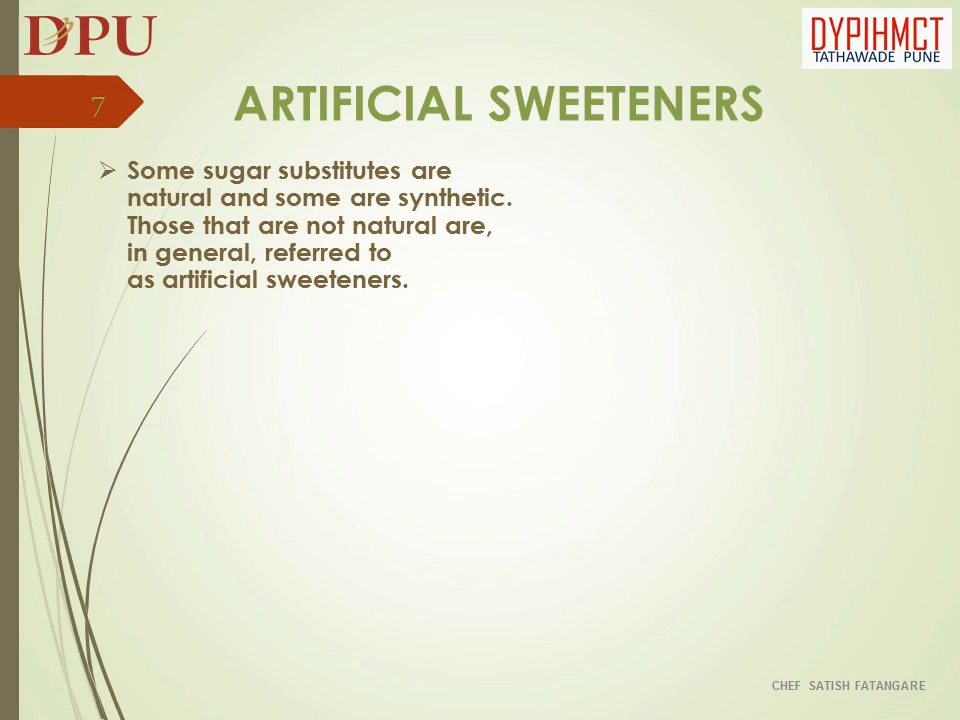 DPU
DYPIHMCT
TATHAWADE PUNE
7
ARTIFICIAL SWEETENERS
Some sugar substitutes are
natural and some are synthetic.
Those that are not natural are,
in general, referred to
as artificial sweeteners.
CHEF SATISH FATANGARE